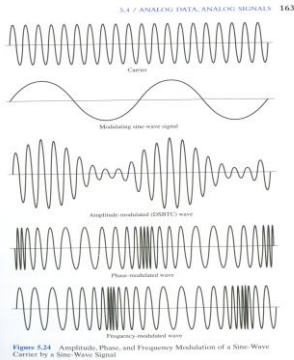 5.4 / ANALOG DATA, ANALOG SIGNALS 163
Carrier
Modulating sine-wave signal
Amplitude-modulated (DSBTC) wave
Phase-modulated wave
Frequency-modulated wave
Figure 5.24 Amplitude, Phase, and Frequency Modulation of a Sine-Wave
Carrier by a Sine-Wave Signal